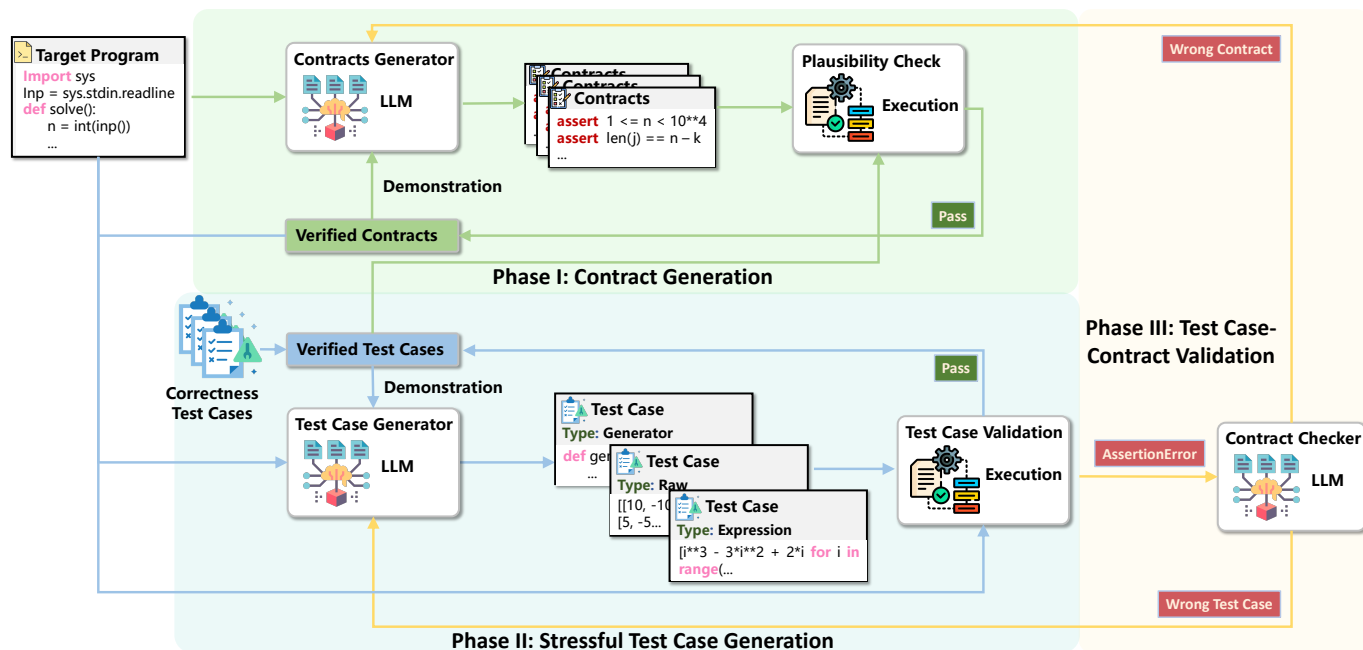 Target Program
Import sys
Inp = sys.stdin.readline
def solve():
n = int(inp())
...
Contracts Generator
LLM
Contracts
Contracts
Contracts
assert 1 <= n < 10**4
assert len(j) == n – k
...
Plausibility Check
Execution
Wrong Contract
Demonstration
Verified Contracts
Pass
Phase I: Contract Generation
Correctness
Test Cases
Verified Test Cases
Demonstration
Pass
Phase III: Test Case-
Contract Validation
Test Case Generator
LLM
Test Case
Type: Generator
def ger
...
Test Case
Type: Raw
[[10, -10
[5, -5...
Test Case
Type: Expression
[i**3 - 3*i**2 + 2*i for i in
range(...
Test Case Validation
Execution
AssertionError
Contract Checker
LLM
Wrong Test Case
Phase II: Stressful Test Case Generation